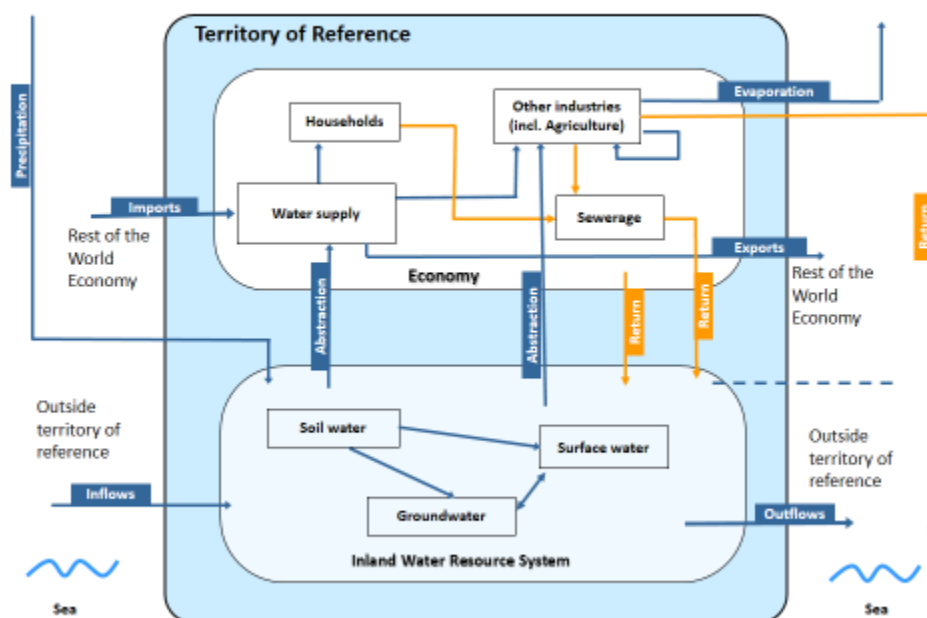 Territory of Reference
Precipitation
Evaporation
Households
Other industries
(incl. Agriculture)
Imports
Water supply
Sewerage
Return
Rest of the
World
Economy
Exports
Economy
Rest of the
World
Economy
Abstraction
Abstraction
Return
Return
Outside
territory of
reference
Soil water
Surface water
Outside
territory of
reference
Inflows
Groundwater
Outflows
Inland Water Resource System
Sea
Sea